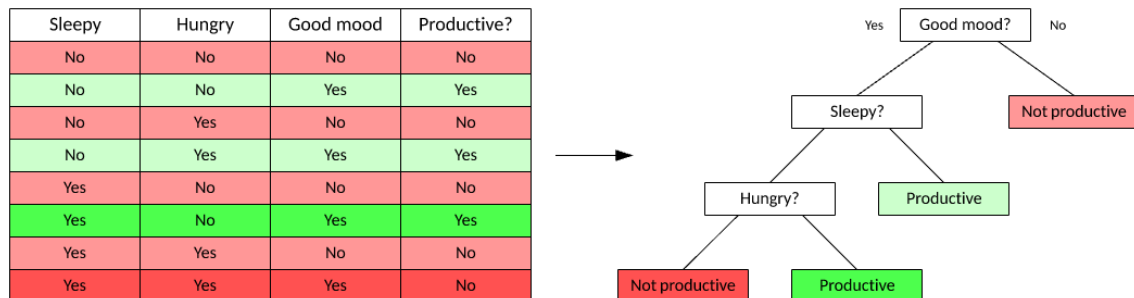 Sleepy Hungry Good mood Productive?
No No No No
No No Yes Yes
No Yes No No
No Yes Yes Yes
Yes No No No
Yes No Yes Yes
Yes Yes No No
Yes Yes Yes No
Yes Good mood? No
Sleepy? Not productive
Hungry? Productive
Not productive Productive